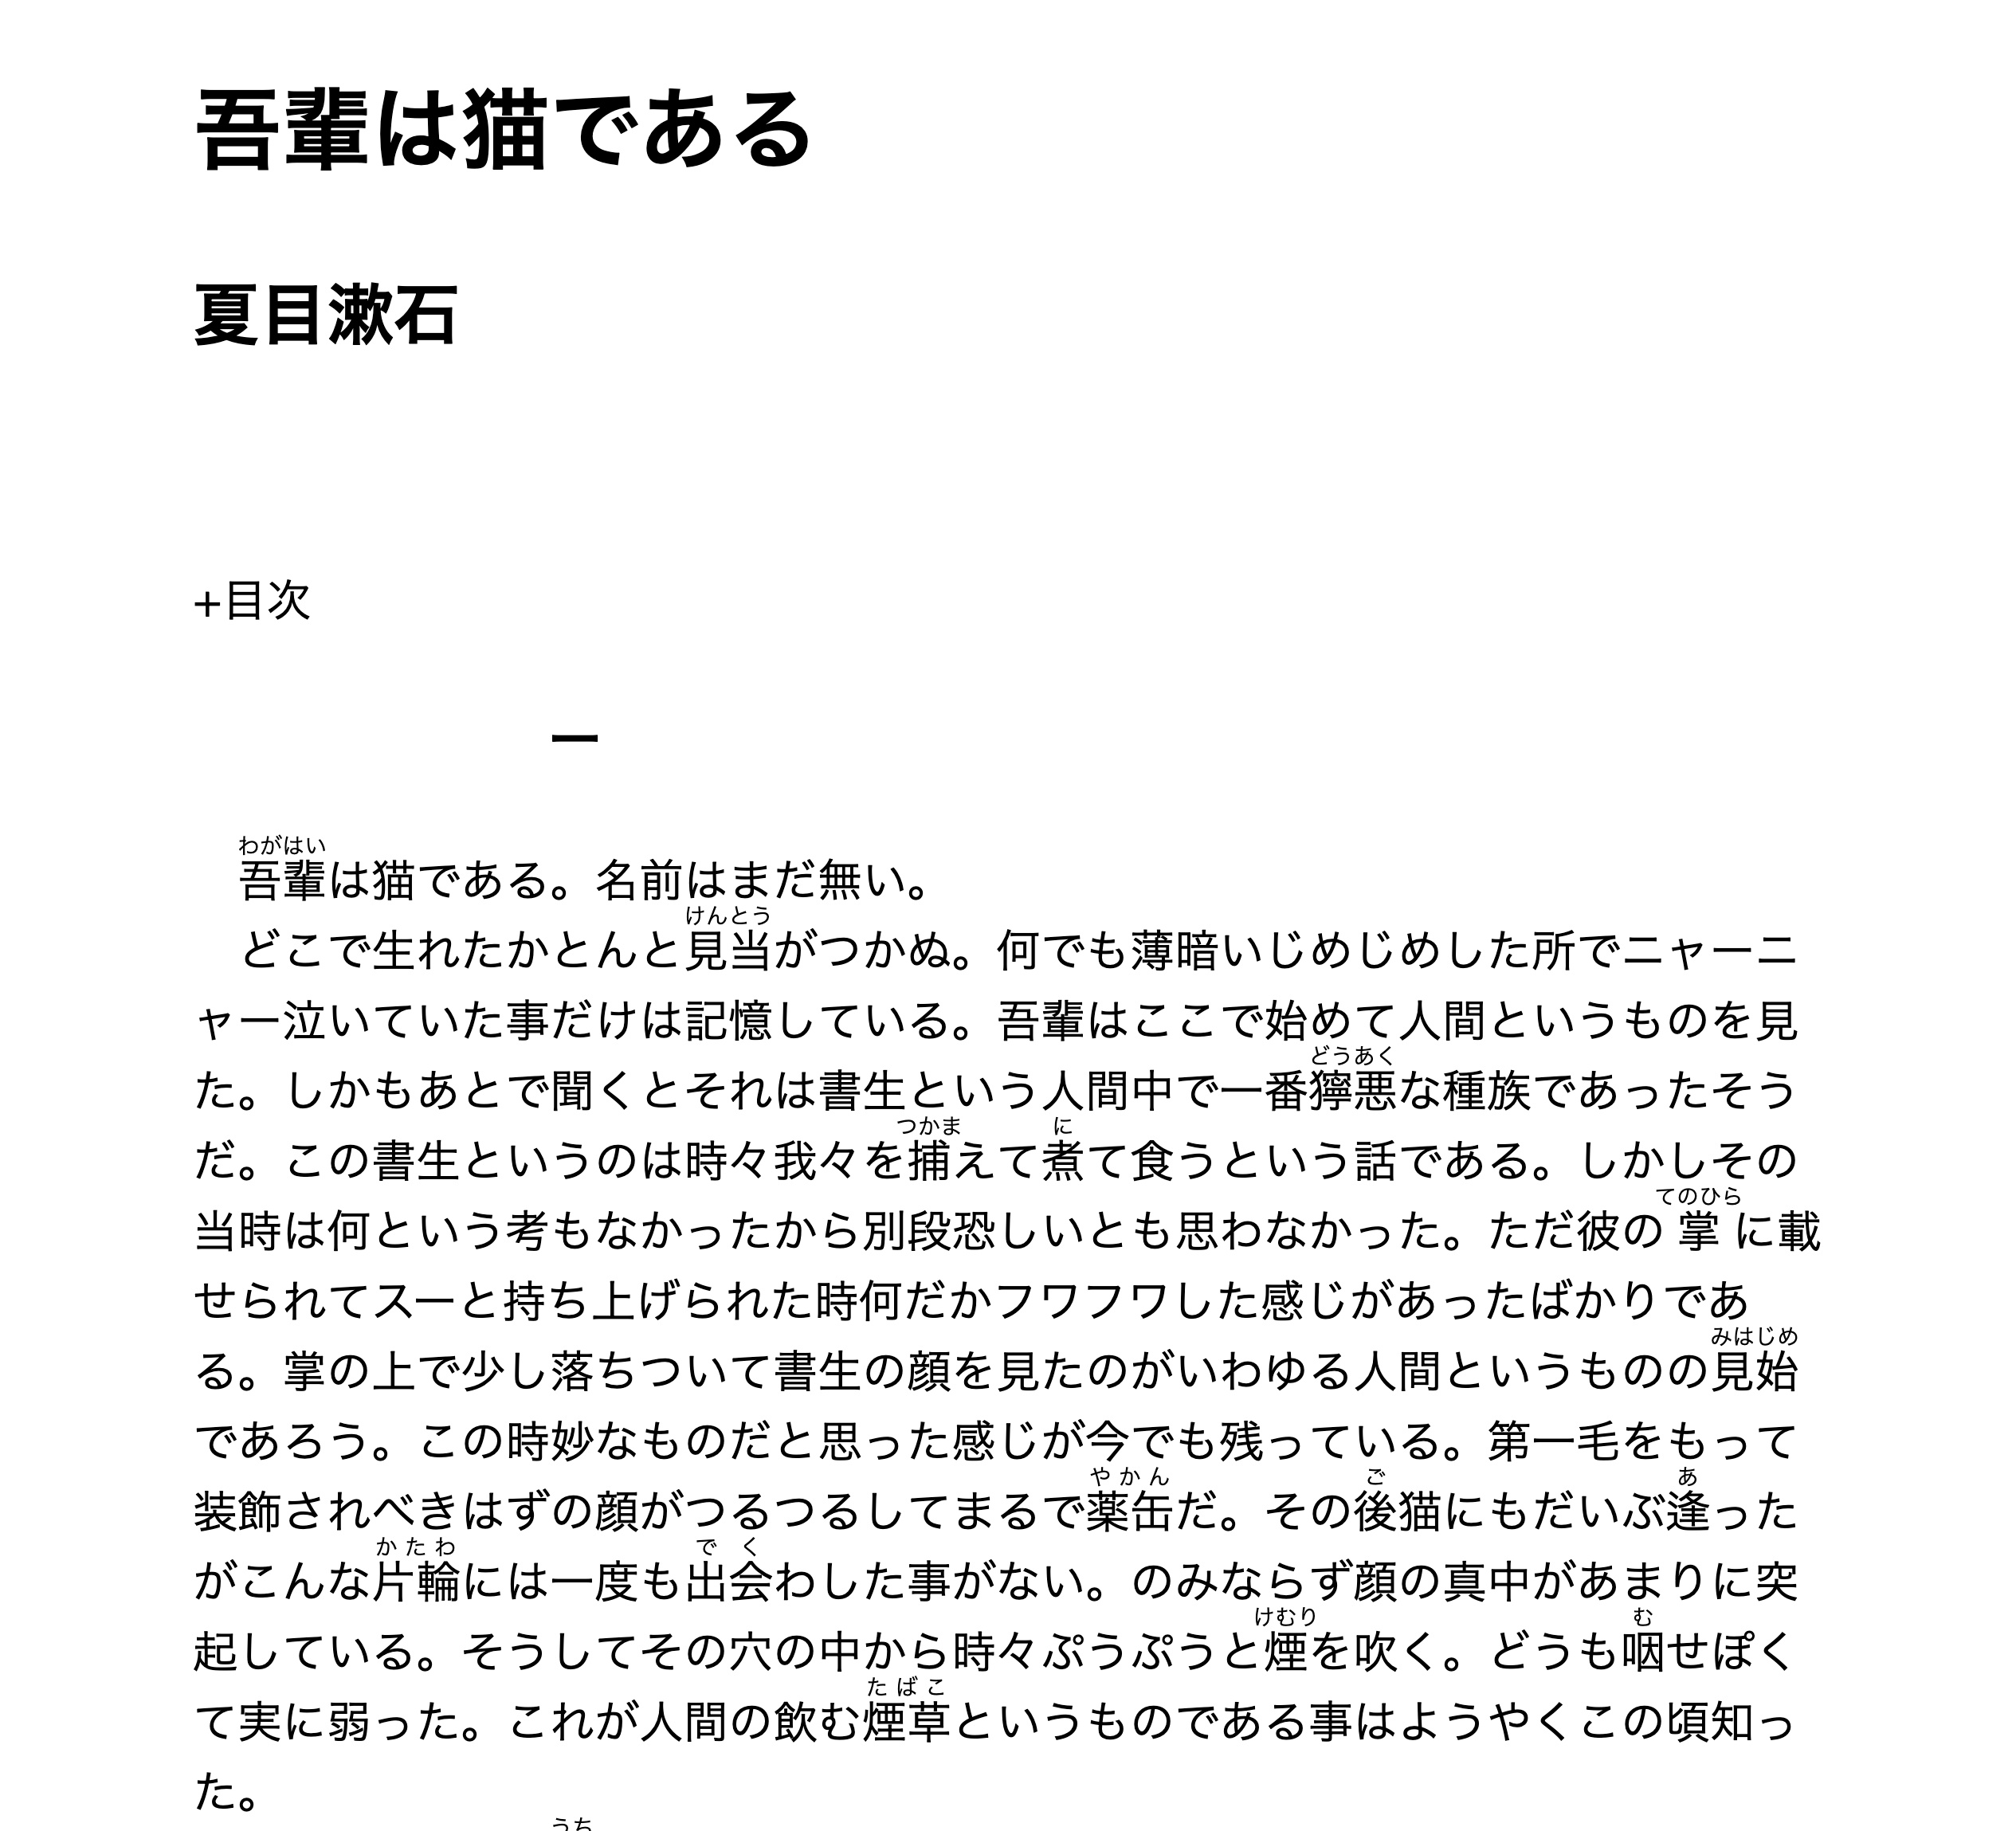 吾輩は猫である
夏目漱石
+目次
一
わがはい
吾輩は猫である。名前はまだ無い。
けんとう
どこで生れたかとんと見当がつかぬ。何でも薄暗いじめじめした所でニャーニ
ャー泣いていた事だけは記憶している。吾輩はここで始めて人間というものを見
どうあく
た。しかもあとで聞くとそれは書生という人間中で一番獰悪な種族であったそう
つかま に
だ。この書生というのは時々我々を捕えて煮て食うという話である。しかしその
てのひら
当時は何という考もなかったから別段恐しいとも思わなかった。ただ彼の掌に載
せられてスーと持ち上げられた時何だかフワフワした感じがあったばかりであ
みはじめ
る。掌の上で少し落ちついて書生の顔を見たのがいわゆる人間というものの見始
であろう。この時妙なものだと思った感じが今でも残っている。第一毛をもって
やかん ご あ
装飾されべきはずの顔がつるつるしてまるで薬缶だ。その後猫にもだいぶ逢った
かたわ で く
がこんな片輪には一度も出会わした事がない。のみならず顔の真中があまりに突
けむり む
起している。そうしてその穴の中から時々ぷうぷうと煙を吹く。どうも咽せぽく
たばこ
て実に弱った。これが人間の飲む煙草というものである事はようやくこの頃知っ
た。
うち